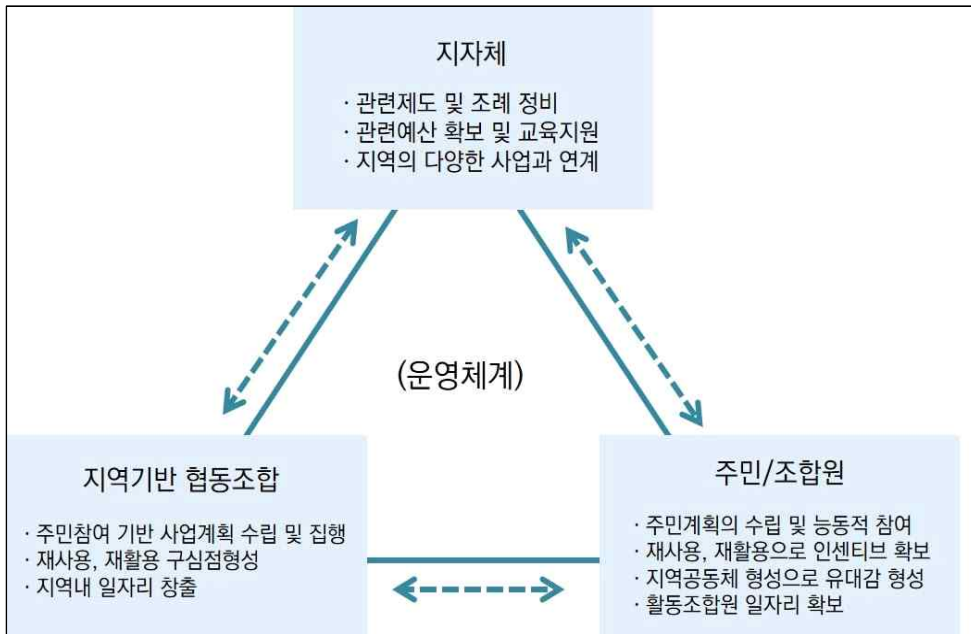 지자체
· 관련제도 및 조례 정비
· 관련예산 확보 및 교육지원
· 지역의 다양한 사업과 연계
(운영체계)
지역기반 협동조합
· 주민참여 기반 사업계획 수립 및 집행
· 재사용, 재활용 구심점형성
· 지역내 일자리 창출
주민/조합원
· 주민계획의 수립 및 능동적 참여
· 재사용, 재활용으로 인센티브 확보
· 지역공동체 형성으로 유대감 형성
· 활동조합원 일자리 확보